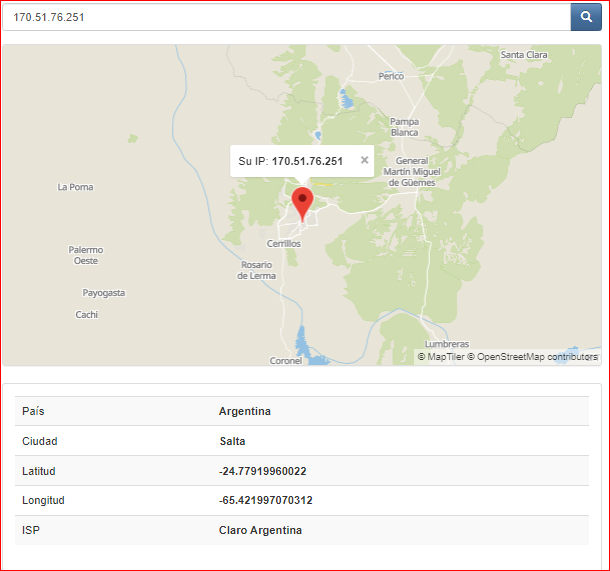 170.51.76.251
Santa Clara
Perico
Pampa
Blanca
Su IP: 170.51.76.251 ×
General
Martín Miguel
de Güemes
La Poma
Cerrillos
Palermo
Oeste
Rosario
de Lerma
Payogasta
Cachi
Lumbreras
Coronel
© MapTiler © OpenStreetMap contributors
País Argentina
Ciudad Salta
Latitud -24.77919960022
Longitud -65.421997070312
ISP Claro Argentina